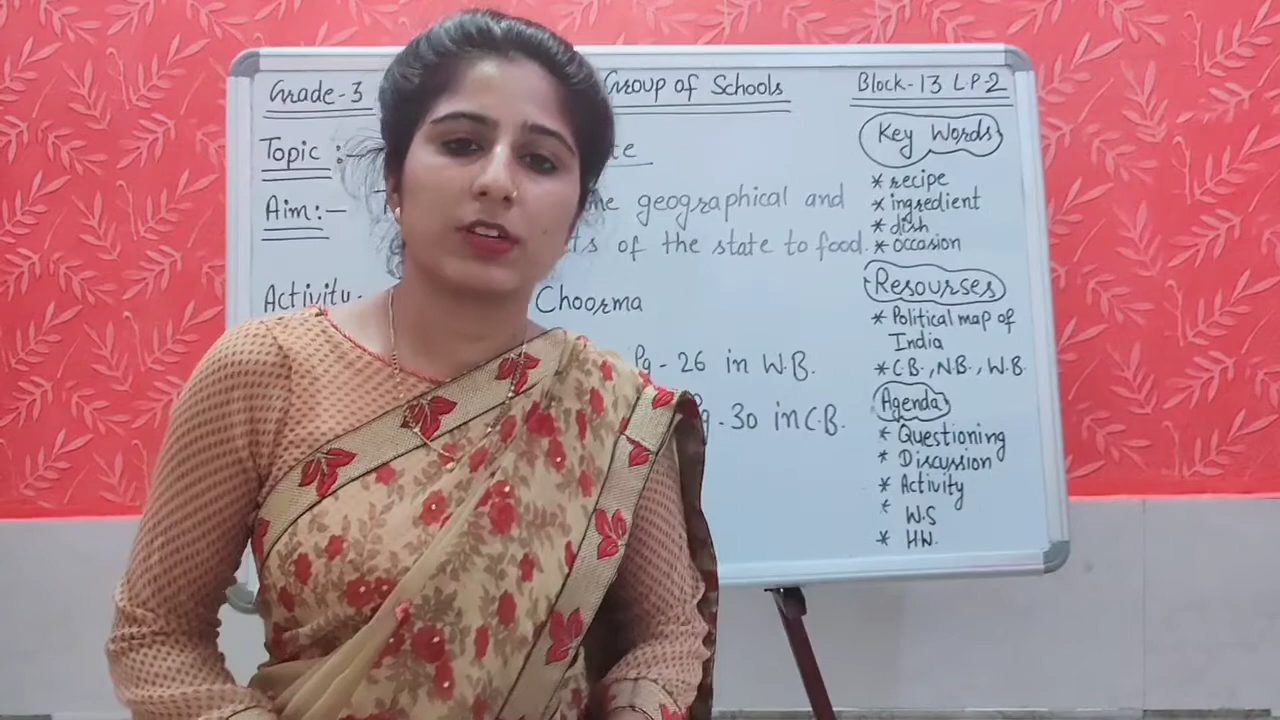 Grade-3
Group of Schools
Block-13 L.P-2
Topic :-
Aim:-
geographical and
of the state to food.
Activity
Choorma
Pg-26 in W.B.
30 in C.B.
Key Words
* recipe
* ingredient
* dish
* occasion
Resourses
* Political map of
India
* C.B., N.B., W.B.
Agenda
* Questioning
* Discussion
* Activity
* W.S
* HW.